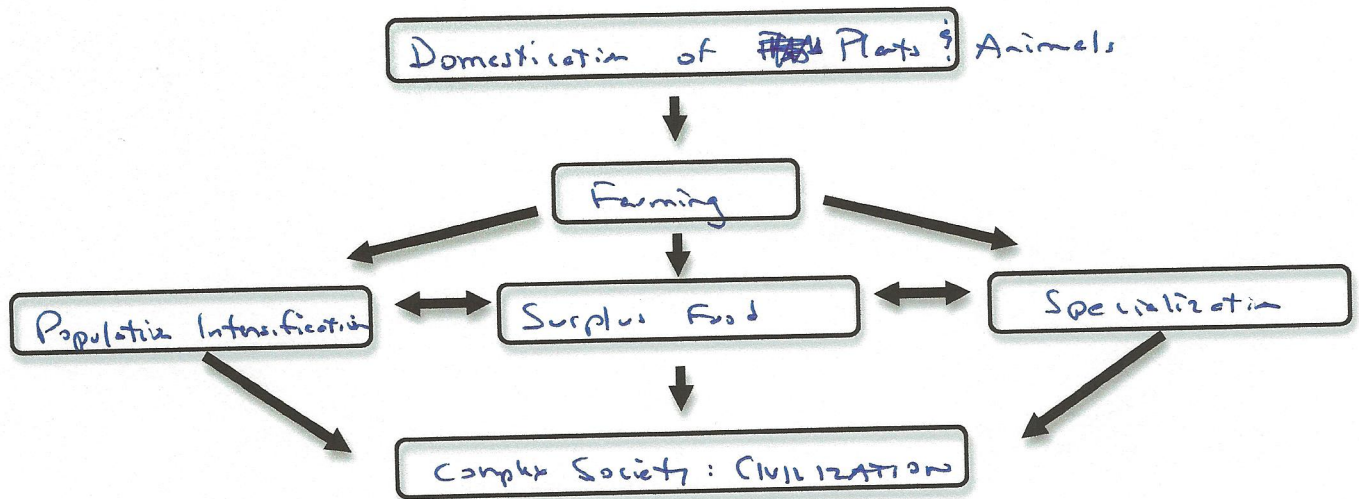 Domestication of Plants & Animals
Farming
Population Intensification
Surplus Food
Specialization
Complex Society: CIVILIZATION